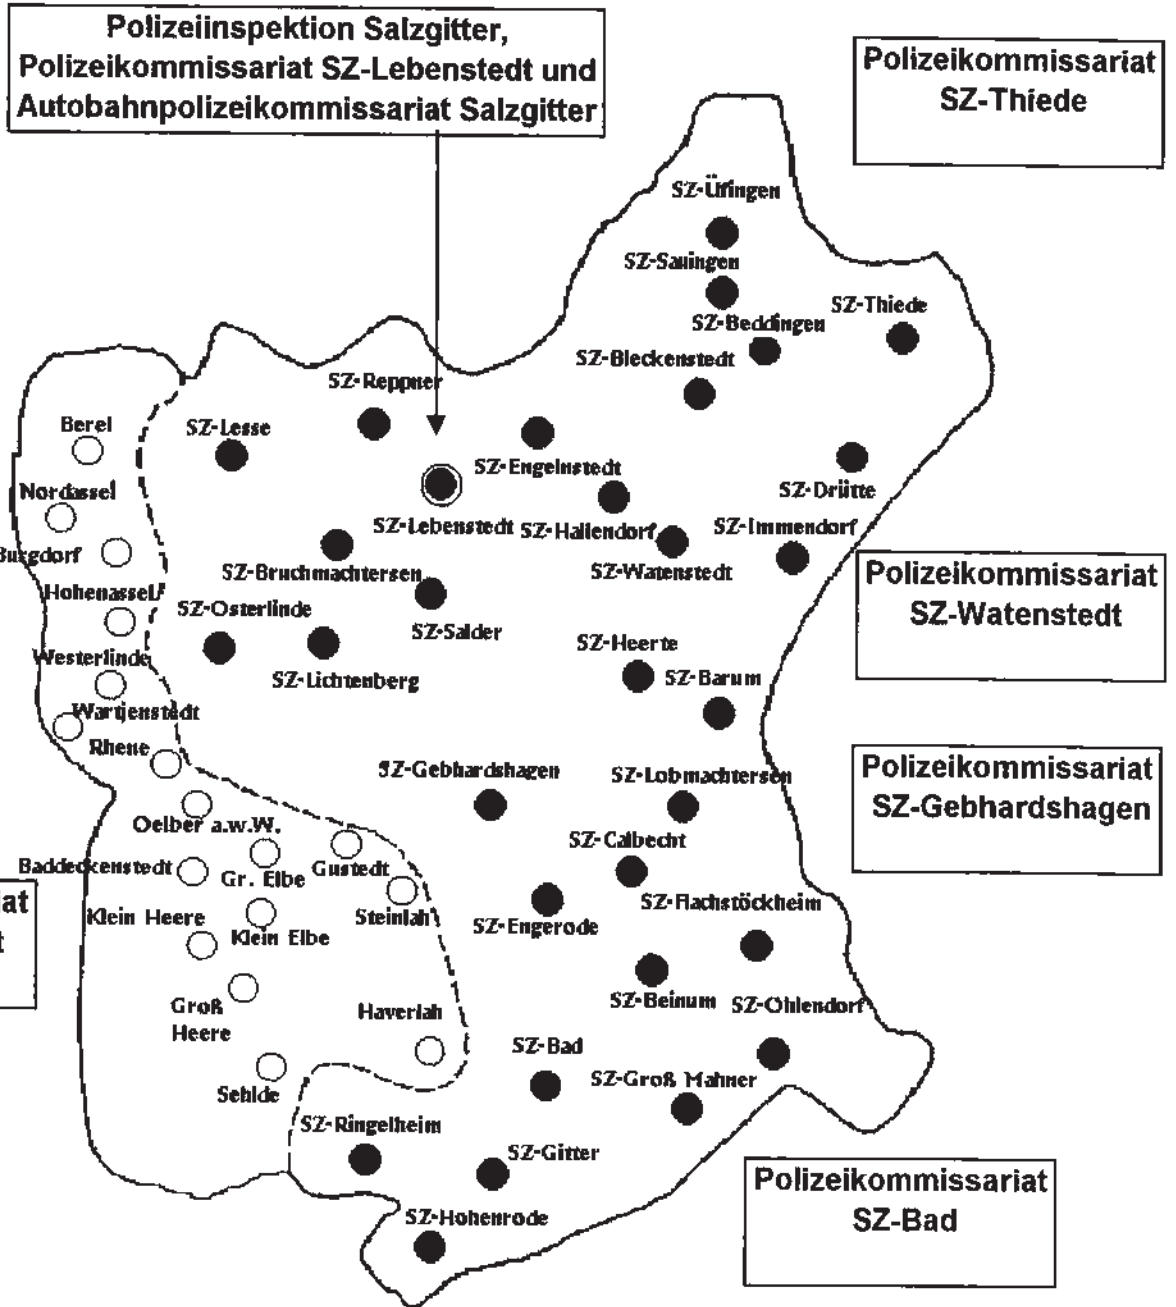 Polizeiinspektion Salzgitter,
Polizeikommissariat SZ-Lebenstedt und
Autobahnpolizeikommissariat Salzgitter
Polizeikommissariat
SZ-Thiede
SZ-Üfingen
SZ-Sauingen
SZ-Beddingen
SZ-Thiede
SZ-Bleckenstedt
SZ-Reppner
Berel
SZ-Lesse
SZ-Engelnstedt
Nordassel
SZ-Drütte
SZ-Lebenstedt
SZ-Hallendorf
SZ-Immendorf
Burgdorf
SZ-Bruchmachtersen
SZ-Watenstedt
Polizeikommissariat
SZ-Watenstedt
Hohenassel
SZ-Osterlinde
SZ-Salder
SZ-Heerte
Westerlinde
SZ-Lichtenberg
SZ-Barum
Wartjenstedt
Rhene
SZ-Gebhardshagen
SZ-Lobmachtersen
Polizeikommissariat
SZ-Gebhardshagen
Oelber a.w.W.
SZ-Calbecht
Baddeckenstedt
Gr. Elbe
Gustedt
iat
t
Klein Heere
Klein Elbe
Steinlah
SZ-Engerode
SZ-Flachstöckheim
Groß
Heere
Haverlah
SZ-Beinum
SZ-Ohlendorf
SZ-Bad
Sehlde
SZ-Groß Mahner
SZ-Ringelheim
SZ-Gitter
Polizeikommissariat
SZ-Bad
SZ-Hohenrode